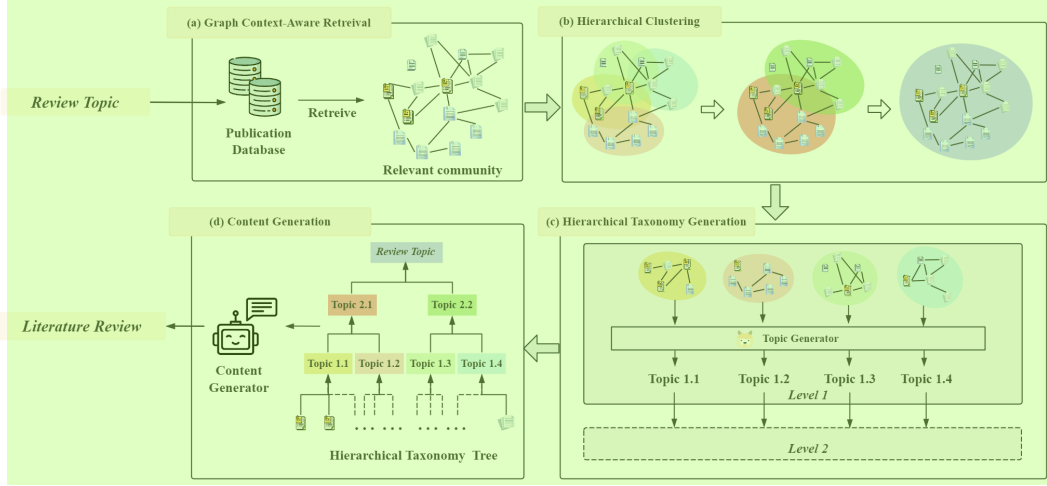 (a) Graph Context-Aware Retreival
Review Topic
Publication
Database
Retreive
Relevant community
(b) Hierarchical Clustering
(c) Hierarchical Taxonomy Generation
Topic Generator
Topic 1.1
Topic 1.2
Topic 1.3
Topic 1.4
Level 1
Level 2
(d) Content Generation
Review Topic
Topic 2.1
Topic 2.2
Topic 1.1
Topic 1.2
Topic 1.3
Topic 1.4
... ... ... ...
Hierarchical Taxonomy Tree
Content
Generator
Literature Review